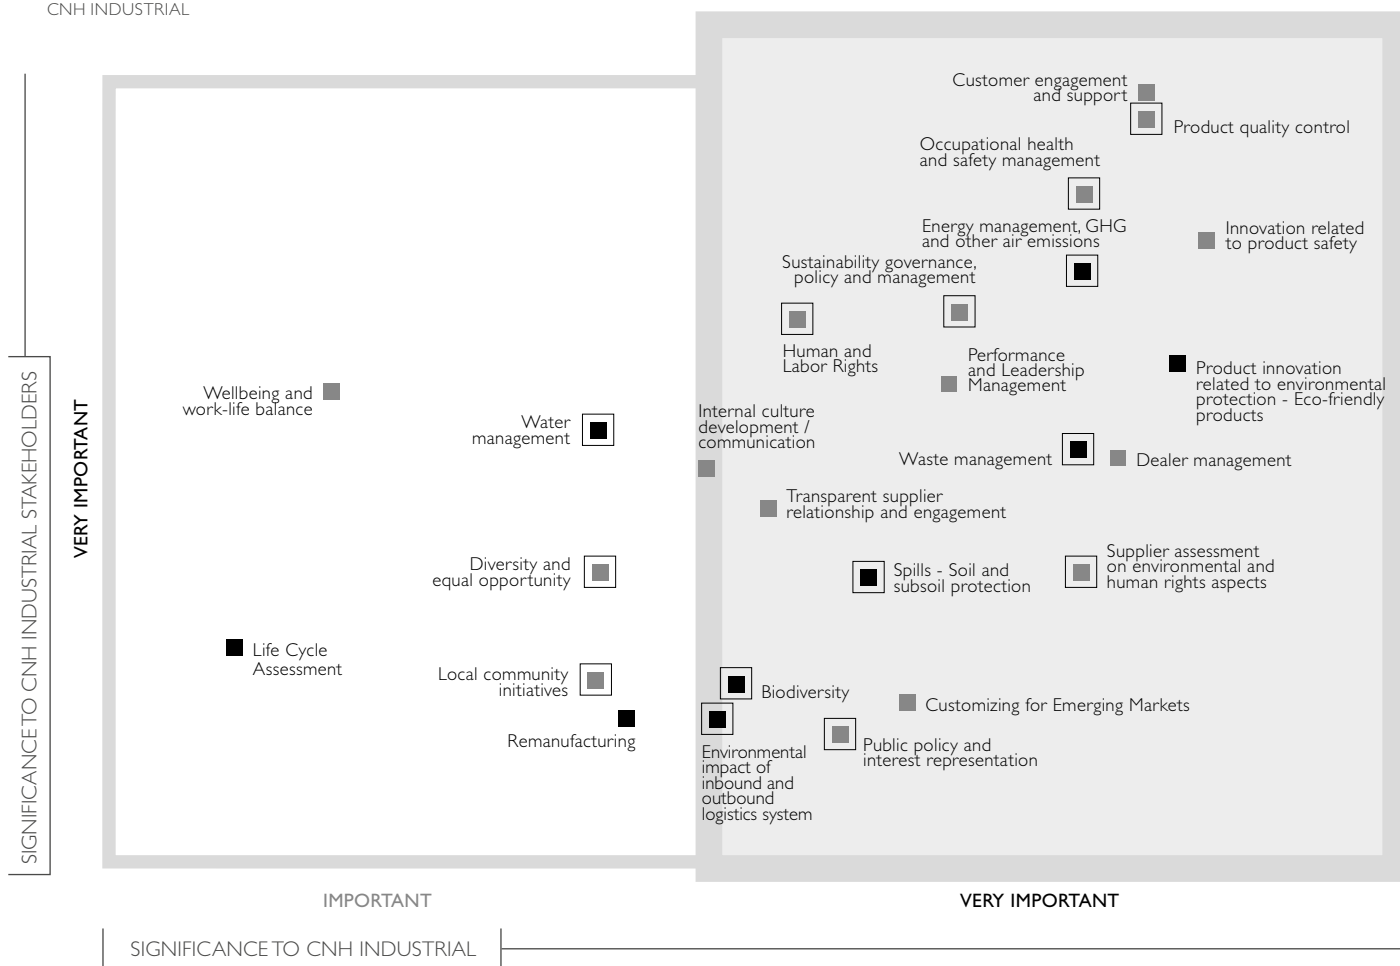 CNH INDUSTRIAL
Customer engagement
and support
Product quality control
Occupational health
and safety management
Energy management, GHG
and other air emissions
Innovation related
to product safety
Sustainability governance,
policy and management
Human and
Labor Rights
Performance
and Leadership
Management
Product innovation
related to environmental
protection - Eco-friendly
products
Wellbeing and
work-life balance
Water
management
Internal culture
development /
communication
Waste management
Dealer management
Transparent supplier
relationship and engagement
Diversity and
equal opportunity
Spills - Soil and
subsoil protection
Supplier assessment
on environmental and
human rights aspects
Life Cycle
Assessment
Local community
initiatives
Remanufacturing
Biodiversity
Customizing for Emerging Markets
Environmental
impact of
inbound and
outbound
logistics system
Public policy and
interest representation
SIGNIFICANCE TO CNH INDUSTRIAL STAKEHOLDERS
VERY IMPORTANT
IMPORTANT
VERY IMPORTANT
SIGNIFICANCE TO CNH INDUSTRIAL